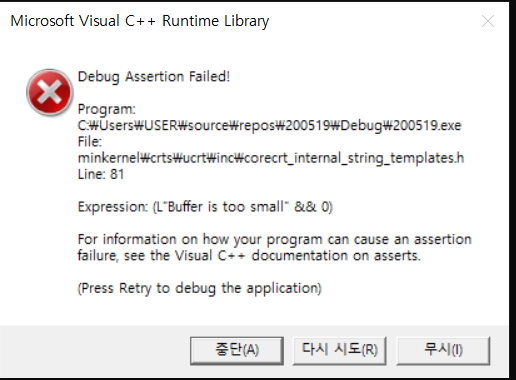 Microsoft Visual C++ Runtime Library
Debug Assertion Failed!
Program:
C:₩Users₩USER₩source₩repos₩200519₩Debug₩200519.exe
File:
minkernel₩crts₩ucrt₩inc₩corecrt_internal_string_templates.h
Line: 81
Expression: (L"Buffer is too small" && 0)
For information on how your program can cause an assertion
failure, see the Visual C++ documentation on asserts.
(Press Retry to debug the application)
중단(A) 다시 시도(R) 무시(I)